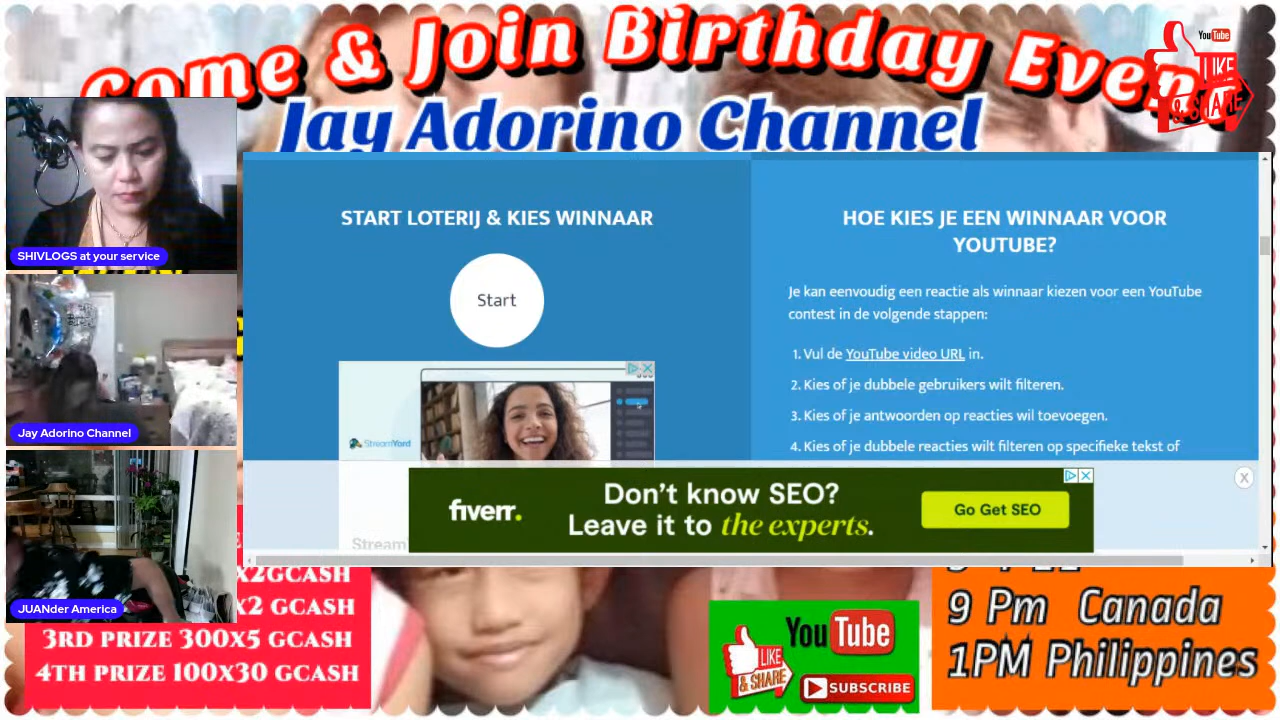 Come & Join Birthday Even
Jay Adorino Channel
YouTube
LIKE
& SHARE
SHIVLOGS at your service
Jay Adorino Channel
JUANder America
START LOTERIJ & KIES WINNAAR
Start
StreamYard
HOE KIES JE EEN WINNAAR VOOR
YOUTUBE?
Je kan eenvoudig een reactie als winnaar kiezen voor een YouTube
contest in de volgende stappen:
1. Vul de YouTube video URL in.
2. Kies of je dubbele gebruikers wilt filteren.
3. Kies of je antwoorden op reacties wil toevoegen.
4. Kies of je dubbele reacties wilt filteren op specifieke tekst of
fiverr.
Don't know SEO?
Leave it to the experts.
Go Get SEO
X
X2GCASH
X2 GCASH
3RD PRIZE 300X5 GCASH
4TH PRIZE 100X30 GCASH
YouTube
LIKE
& SHARE
SUBSCRIBE
9 Pm Canada
1PM Philippines